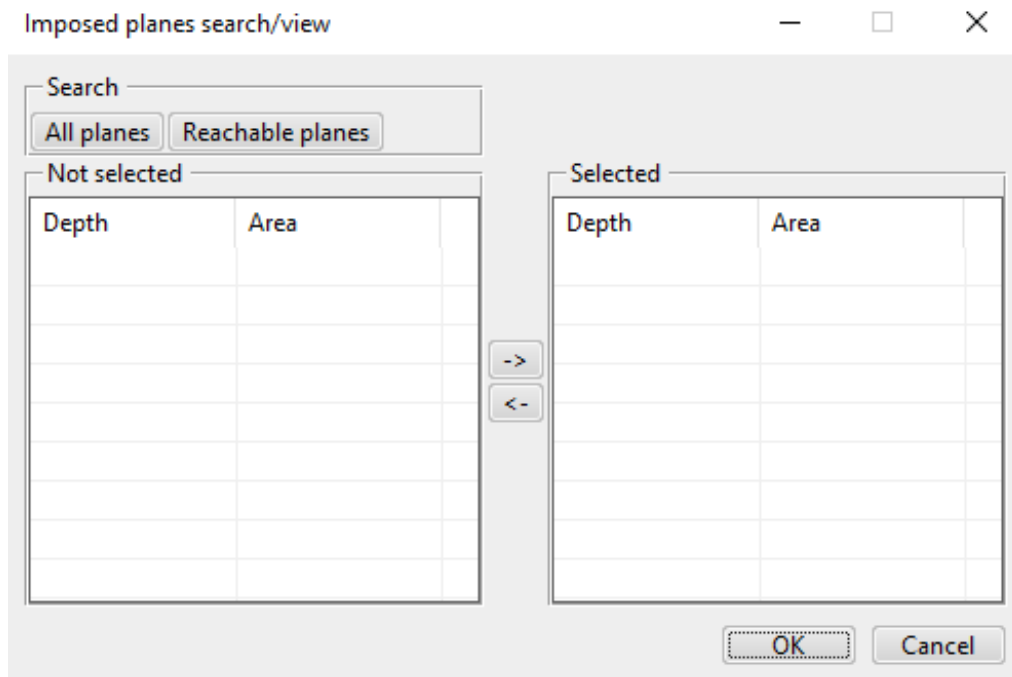 Imposed planes search/view
Search
All planes Reachable planes
Not selected Selected
Depth Area Depth Area
->
<-
OK Cancel